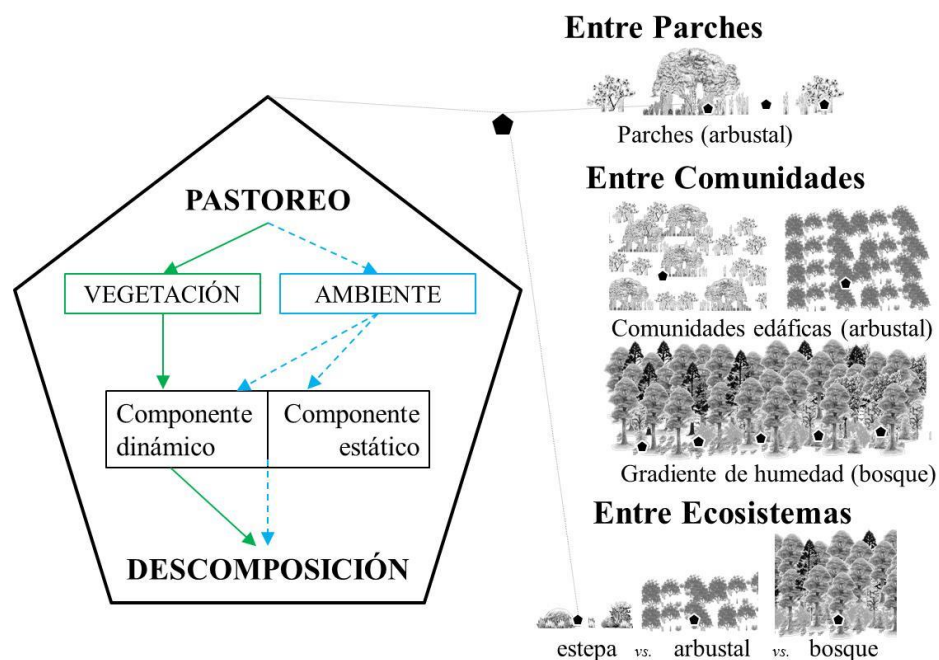 PASTOREO
VEGETACIÓN
AMBIENTE
Componente
dinámico
Componente
estático
DESCOMPOSICIÓN
Entre Parches
Parches (arbustal)
Entre Comunidades
Comunidades edáficas (arbustal)
Gradiente de humedad (bosque)
Entre Ecosistemas
estepa vs. arbustal vs. bosque